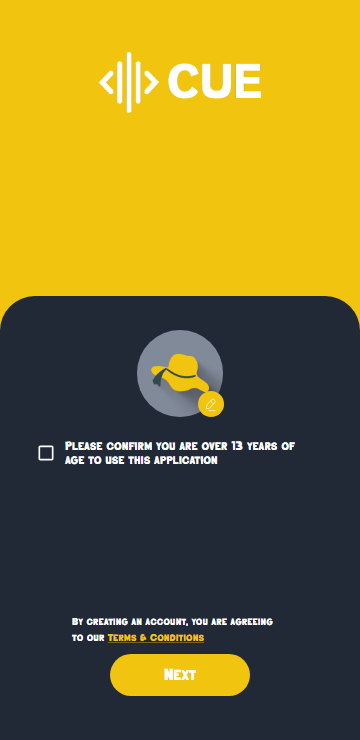 CUE
Please confirm you are over 13 years of
age to use this application
By creating an account, you are agreeing
to our Terms & Conditions
Next